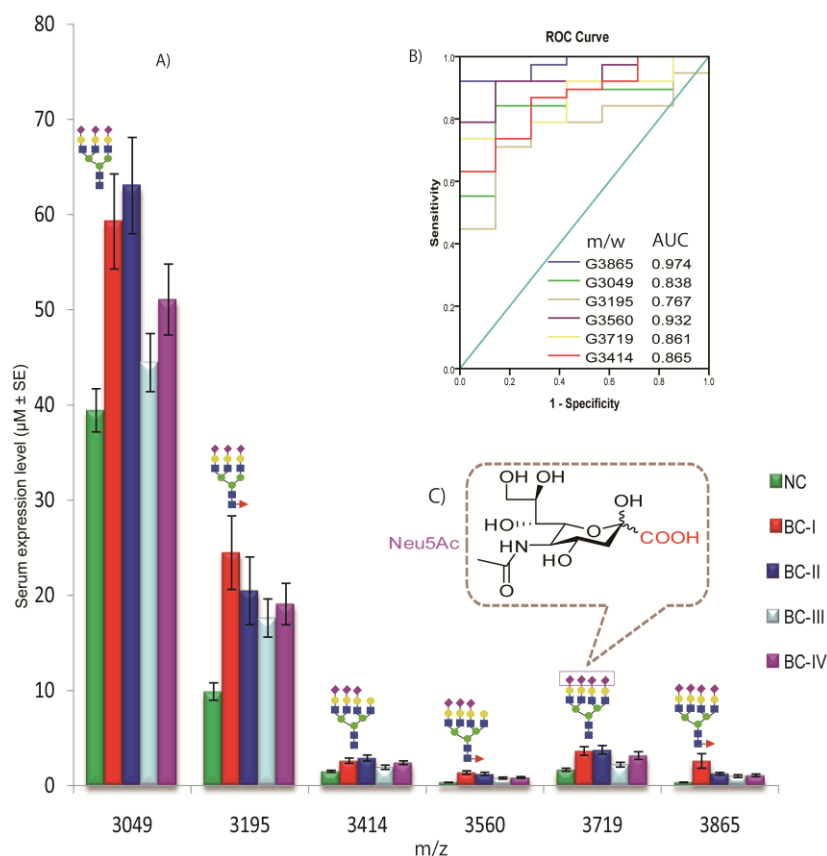 A)
80
70
60
50
40
30
20
10
0
Serum expression level (µM ± SE)
3049
3195
3414
3560
3719
3865
m/z
B)
ROC Curve
1.0
0.8
0.6
0.4
0.2
0.0
Sensitivity
0.0
0.2
0.4
0.6
0.8
1.0
1 - Specificity
m/w AUC
G3865 0.974
G3049 0.838
G3195 0.767
G3560 0.932
G3719 0.861
G3414 0.865
C)
HO
OH
HO
HO
HN
O
HO
O
OH
COOH
Neu5Ac
NC
BC-I
BC-II
BC-III
BC-IV